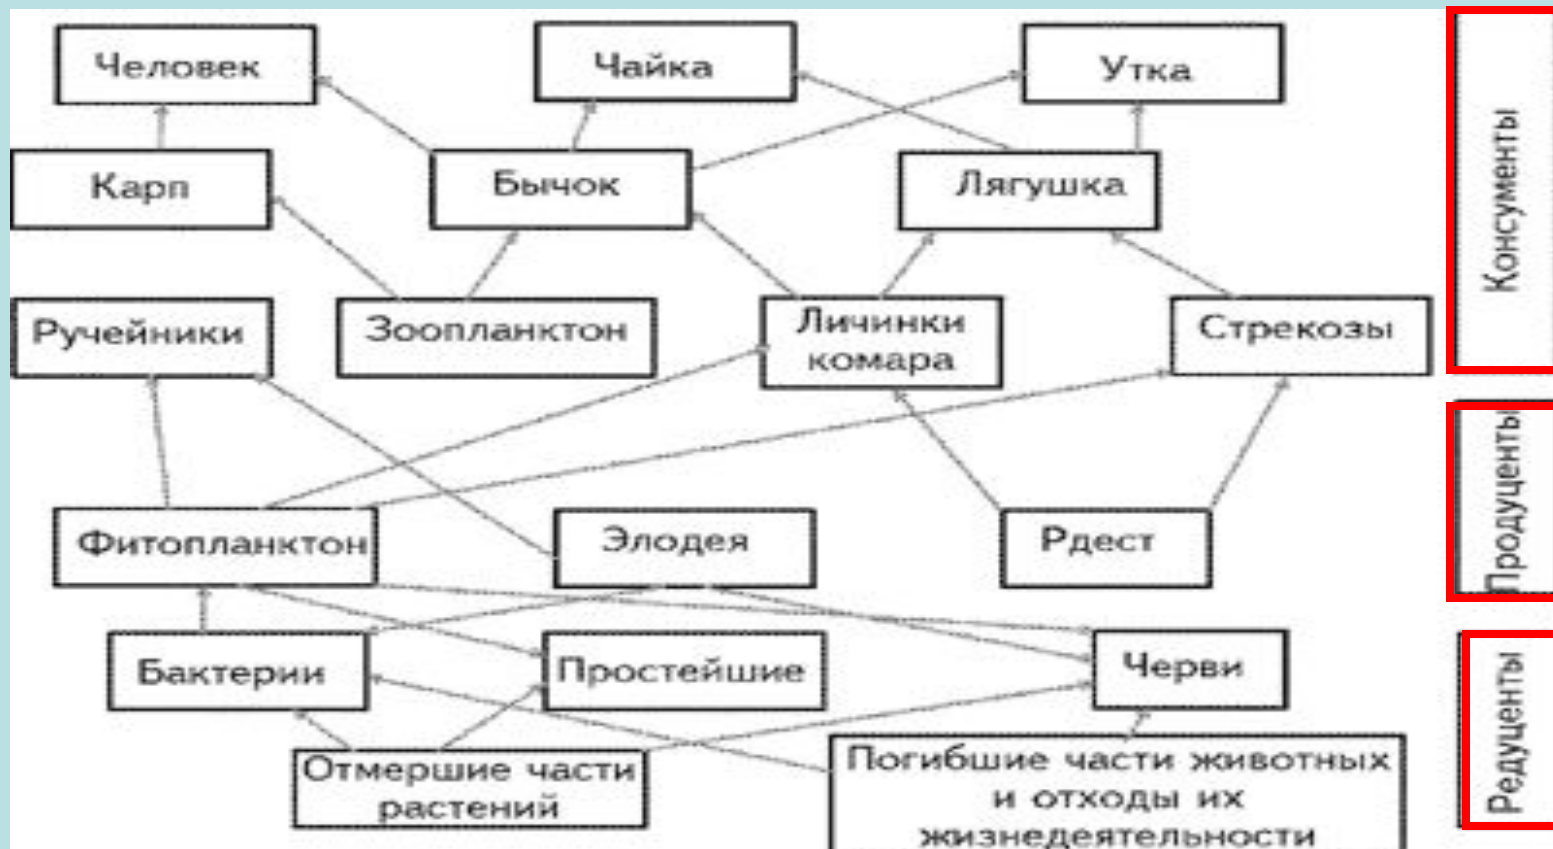 Человек
Чайка
Утка
Карп
Бычок
Лягушка
Ручейники
Зоопланктон
Личинки
комара
Стрекозы
Консументы
Фитопланктон
Элодея
Рдест
Продуценты
Бактерии
Простейшие
Черви
Отмершие части
растений
Погибшие части животных
и отходы их
жизнедеятельности
Редуценты